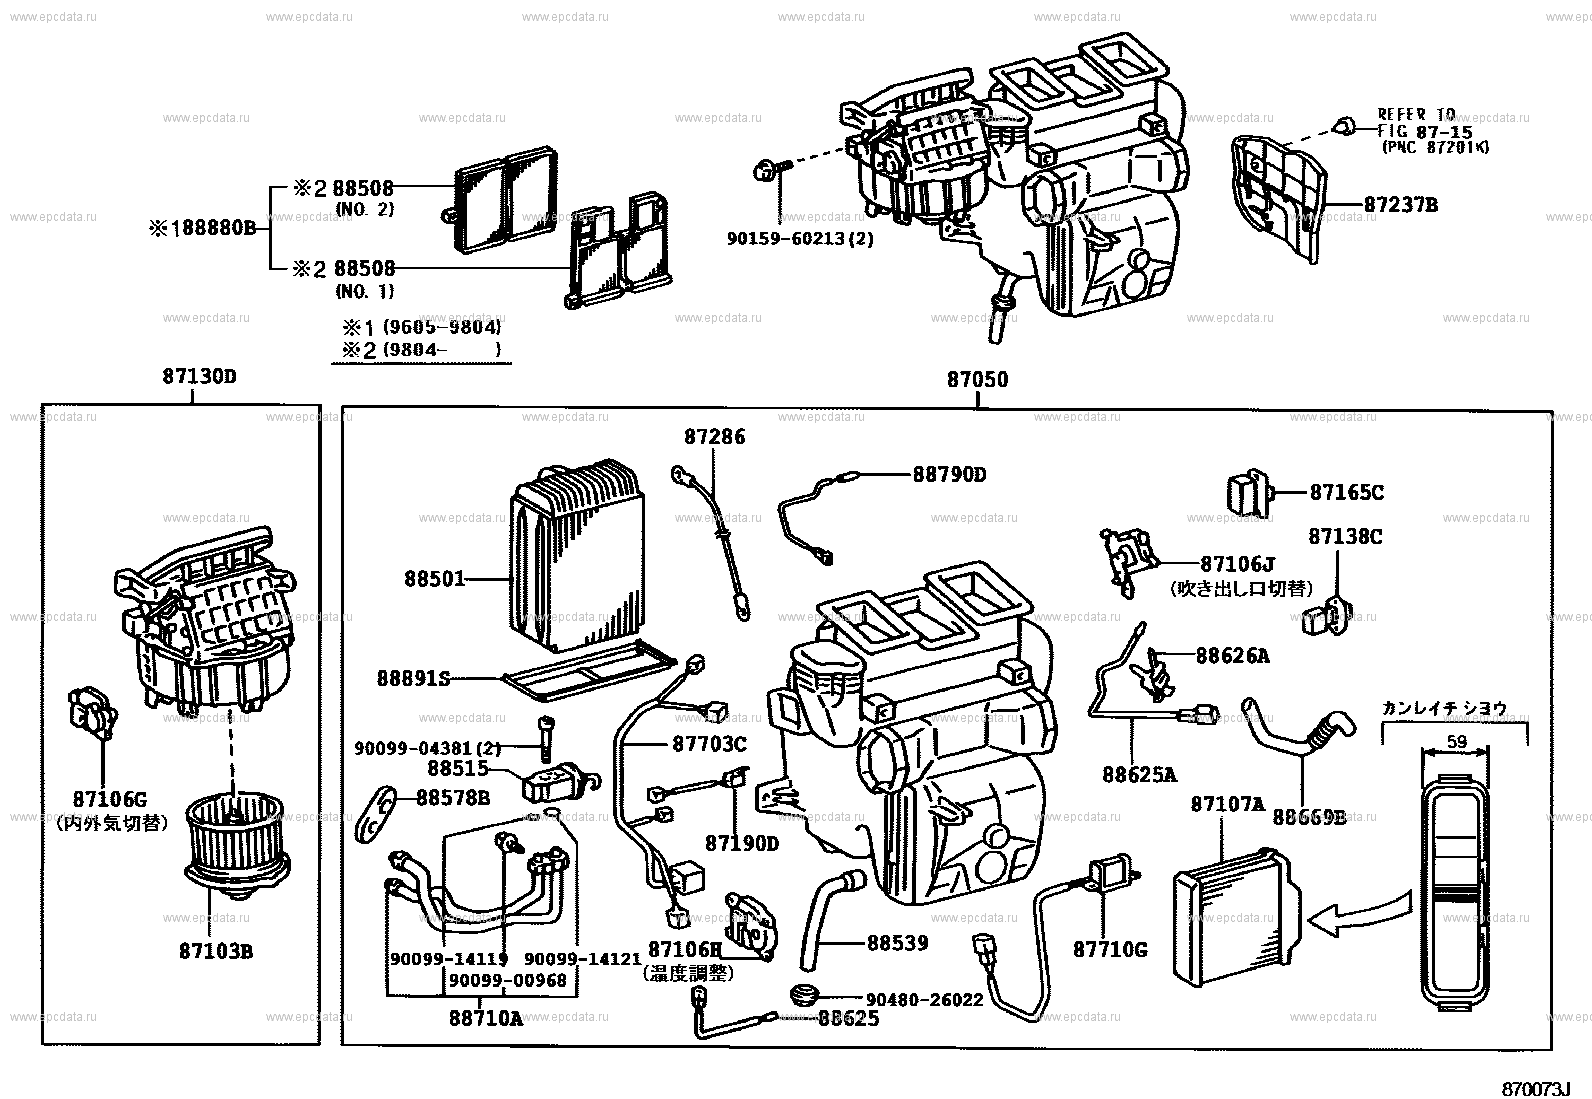 www.epcdata.ru
REFER TO
FIG 87-15
(PNC 87201K)
87237B
90159-60213(2)
※2 88508
(NO. 2)
※188880B
※2 88508
(NO. 1)
※1 (9605-9804)
※2 (9804-      )
87130D
87050
87286
88790D
87165C
87138C
87106J
(吹き出し口切替)
88501
88891S
88626A
88625A
カンレイチ シヨウ
59
90099-04381(2)
88515
88578B
87703C
87190D
87106G
(内外気切替)
87103B
87107A
88669B
87106H
(温度調整)
88539
87710G
90099-14119
90099-14121
90099-00968
88710A
90480-26022
88625
870073J